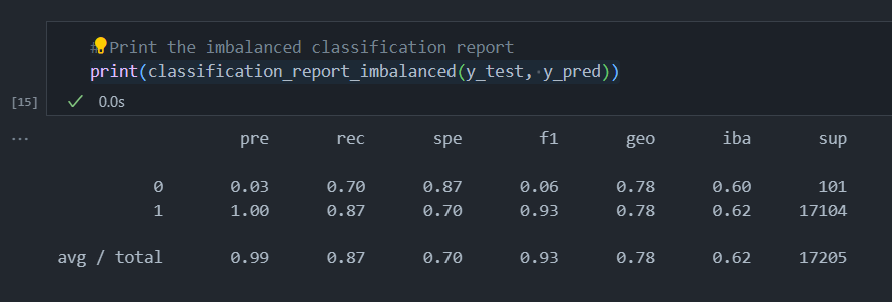 # Print the imbalanced classification report
print(classification_report_imbalanced(y_test, y_pred))
[15] 0.0s
... pre rec spe f1 geo iba sup
0 0.03 0.70 0.87 0.06 0.78 0.60 101
1 1.00 0.87 0.70 0.93 0.78 0.62 17104
avg / total 0.99 0.87 0.70 0.93 0.78 0.62 17205